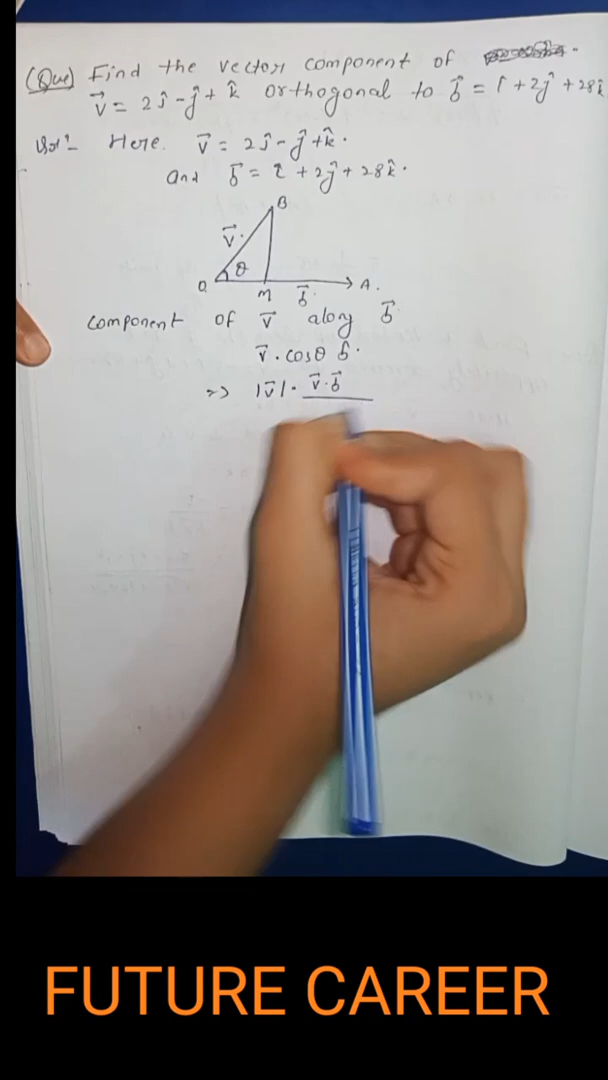 (Que) Find the vector component of
v⃗ = 2î - ĵ + k̂ orthogonal to b⃗ = î + 2ĵ + 28k̂
Sol:- Here. v⃗ = 2î - ĵ + k̂.
and b⃗ = î + 2ĵ + 28k̂.
B
v⃗.
θ
O M b⃗. A.
component of v⃗ along b⃗
v⃗ . cosθ b̂.
=> |v⃗| . v⃗.b⃗
FUTURE CAREER